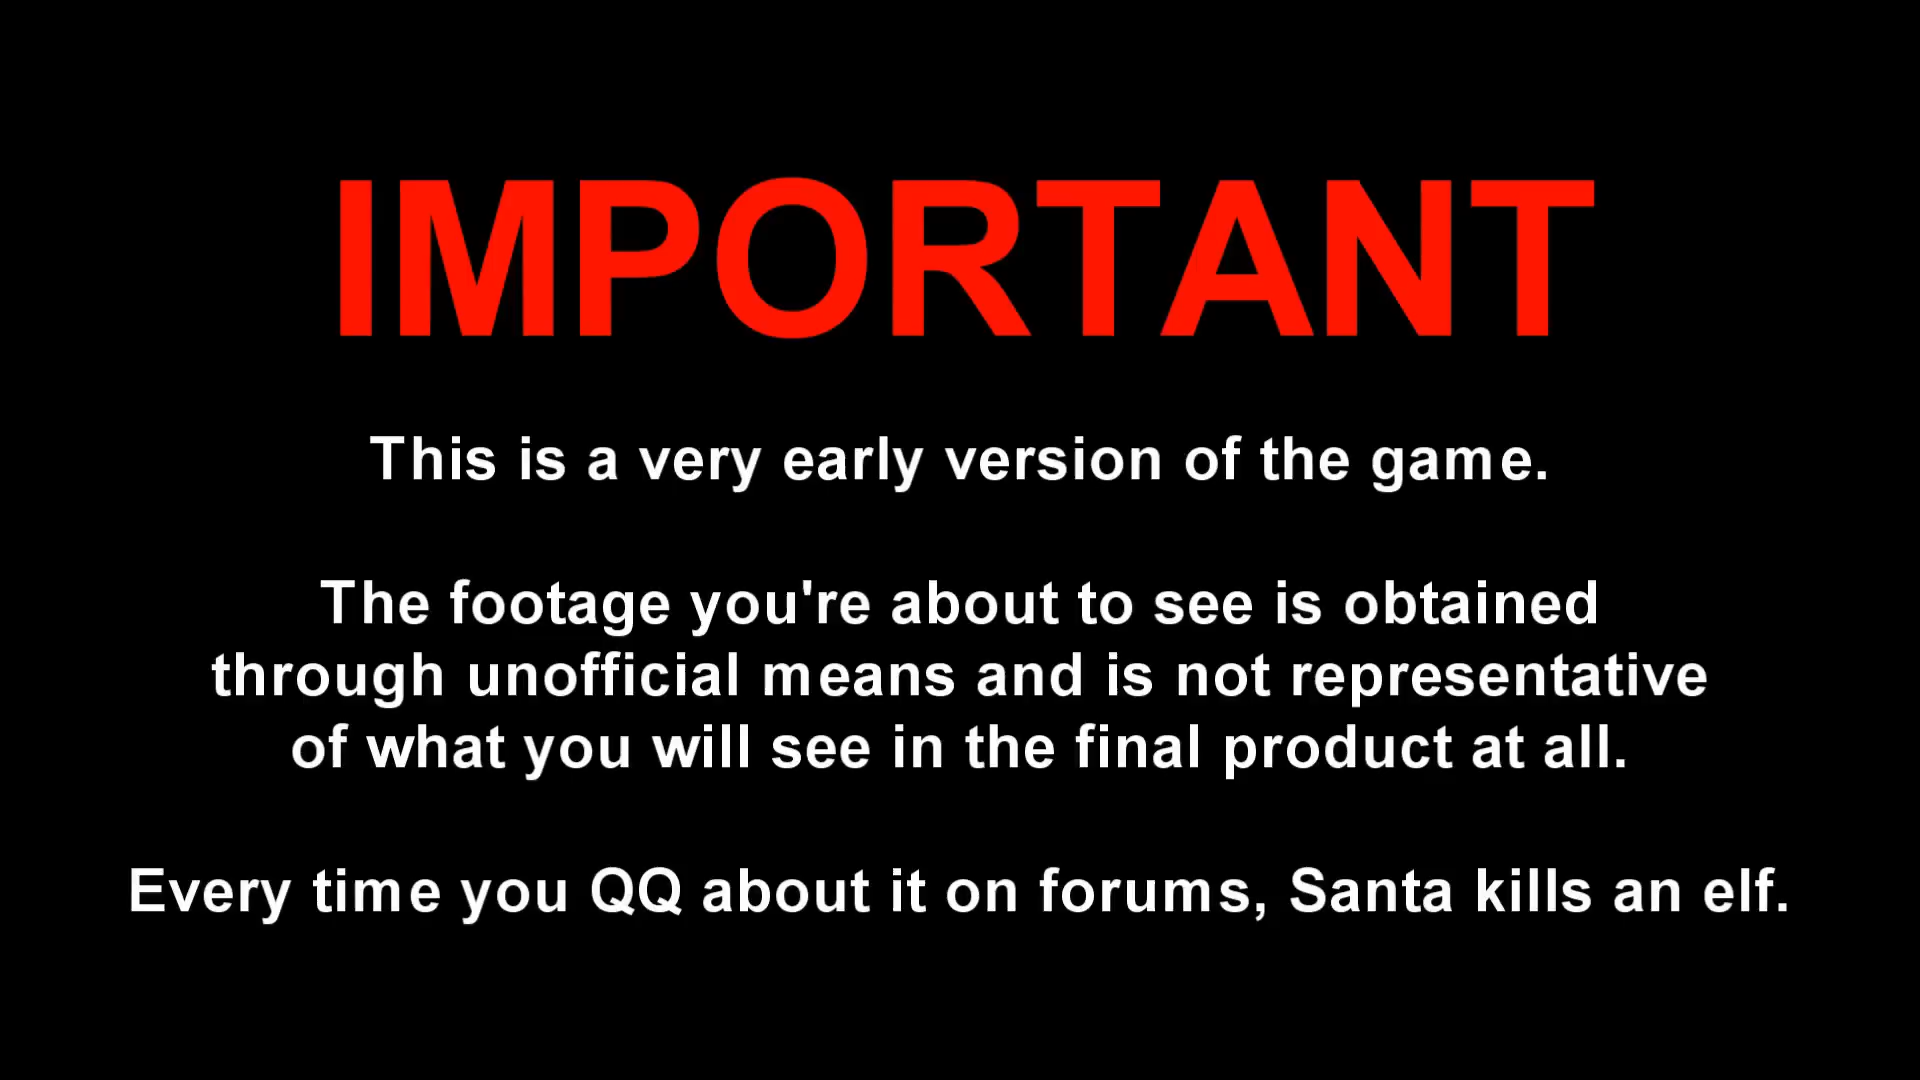 IMPORTANT
This is a very early version of the game.
The footage you're about to see is obtained
through unofficial means and is not representative
of what you will see in the final product at all.
Every time you QQ about it on forums, Santa kills an elf.